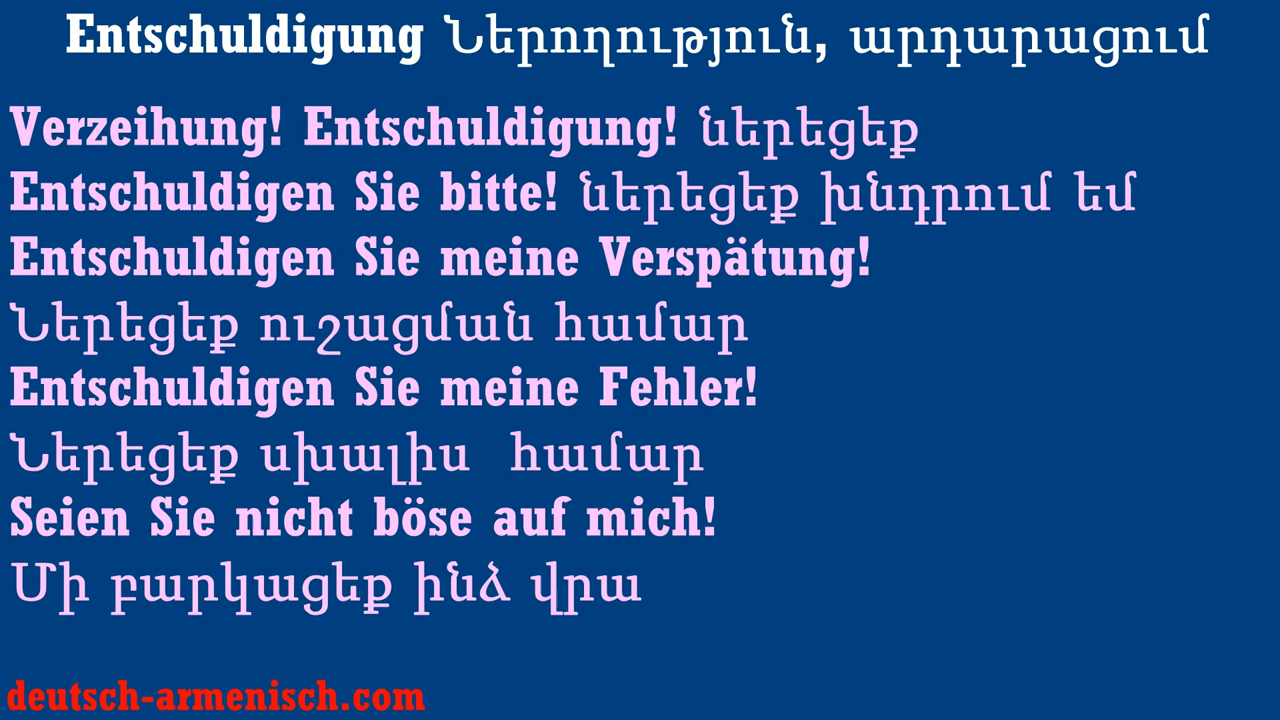 Entschuldigung Ներողություն, արդարացում
Verzeihung! Entschuldigung! ներեցեք
Entschuldigen Sie bitte! ներեցեք խնդրում եմ
Entschuldigen Sie meine Verspätung!
Ներեցեք ուշացման համար
Entschuldigen Sie meine Fehler!
Ներեցեք սխալիս համար
Seien Sie nicht böse auf mich!
Մի բարկացեք ինձ վրա
deutsch-armenisch.com